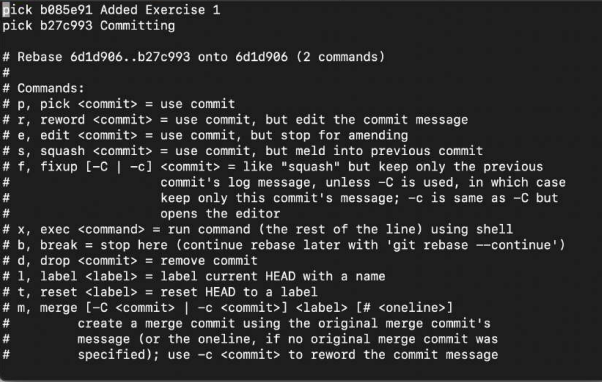 pick b085e91 Added Exercise 1
pick b27c993 Committing

# Rebase 6d1d906..b27c993 onto 6d1d906 (2 commands)
#
# Commands:
# p, pick <commit> = use commit
# r, reword <commit> = use commit, but edit the commit message
# e, edit <commit> = use commit, but stop for amending
# s, squash <commit> = use commit, but meld into previous commit
# f, fixup [-C | -c] <commit> = like "squash" but keep only the previous
#                    commit's log message, unless -C is used, in which case
#                    keep only this commit's message; -c is same as -C but
#                    opens the editor
# x, exec <command> = run command (the rest of the line) using shell
# b, break = stop here (continue rebase later with 'git rebase --continue')
# d, drop <commit> = remove commit
# l, label <label> = label current HEAD with a name
# t, reset <label> = reset HEAD to a label
# m, merge [-C <commit> | -c <commit>] <label> [# <oneline>]
#         create a merge commit using the original merge commit's
#         message (or the oneline, if no original merge commit was
#         specified); use -c <commit> to reword the commit message